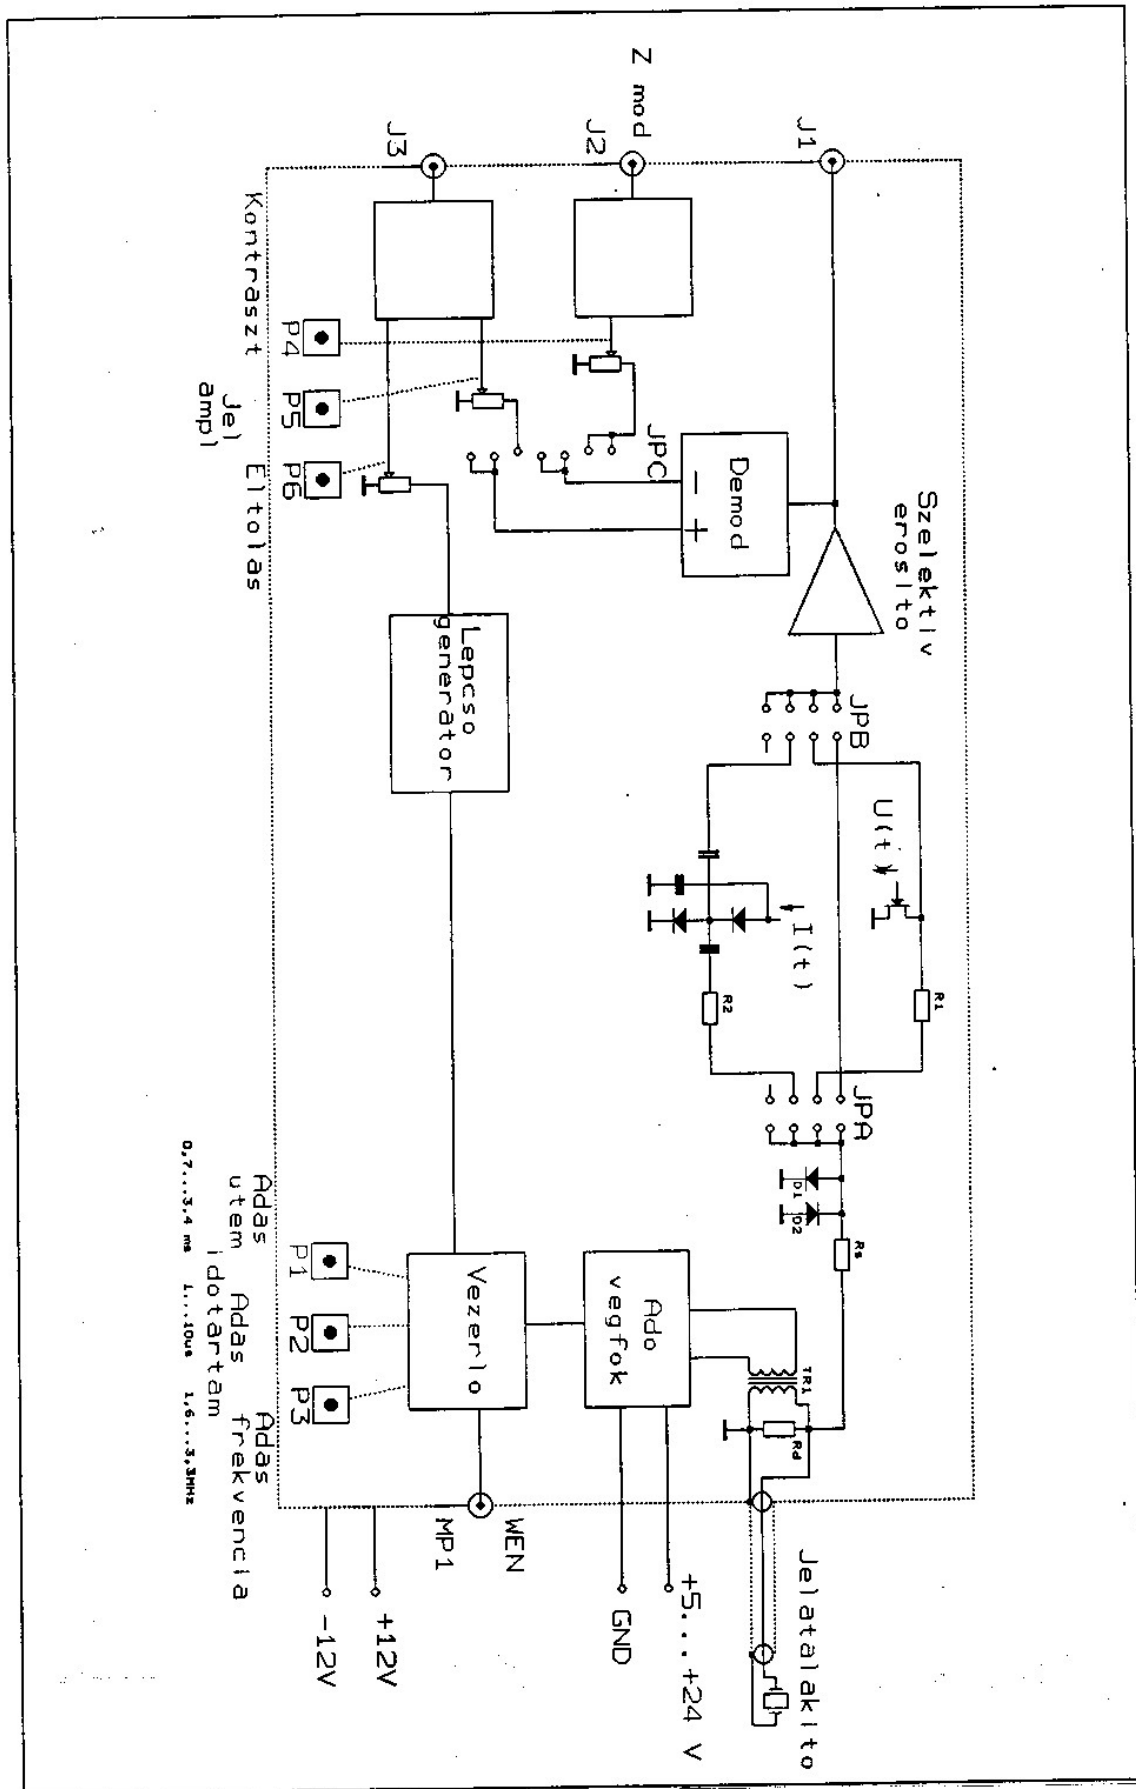 Jelatalakito
+5...+24 V
GND
WEN
MP1
+12V
-12V
TR1
Rd
Rs
D1
D2
Ado
vegfok
Vezerlo
P1
P2
P3
Adas
utem
Adas
idotartam
Adas
frekvencia
0,7...3,4 ms
1...10us
1,6...3,3MHz
JPA
R1
R2
U(t)
I(t)
JPB
Szelektiv
erosito
Demod
-
+
JPC
Lepcso
generator
J1
Z mod
J2
J3
P4
P5
P6
Kontraszt
Jel
ampl
Eltolas